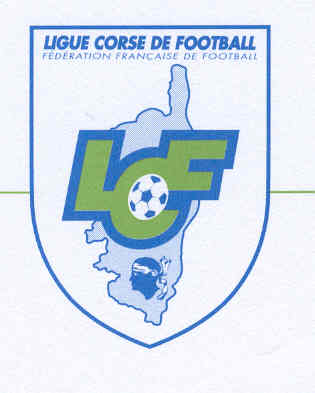 LIGUE CORSE DE FOOTBALL
FÉDÉRATION FRANÇAISE DE FOOTBALL
LCF